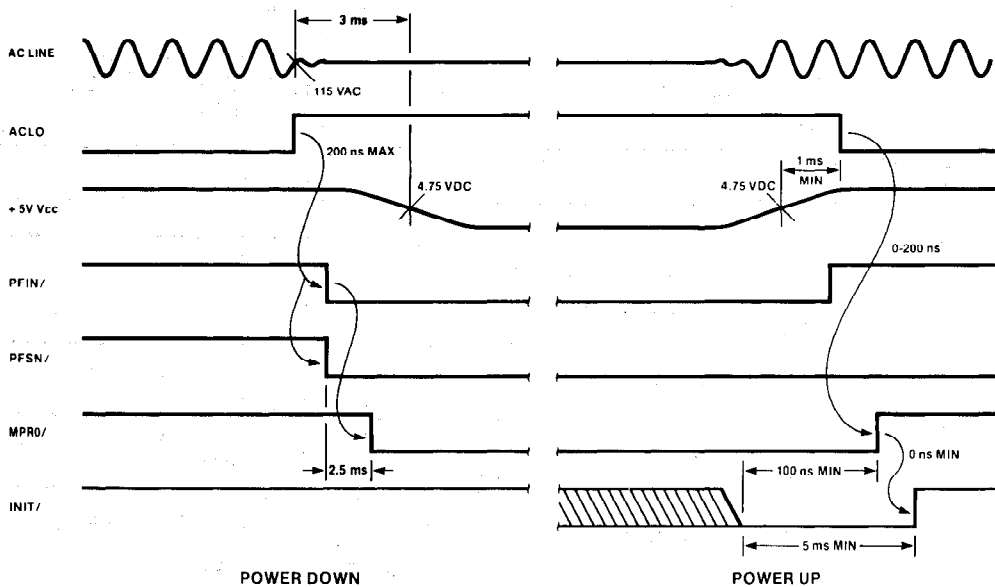 3 ms
AC LINE
115 VAC
ACLO
200 ns MAX
1 ms
MIN
4.75 VDC
4.75 VDC
+ 5V VCC
0-200 ns
PFIN/
PFSN/
MPRO/
0 ns MIN
2.5 ms
100 ns MIN
INIT/
5 ms MIN
POWER DOWN
POWER UP